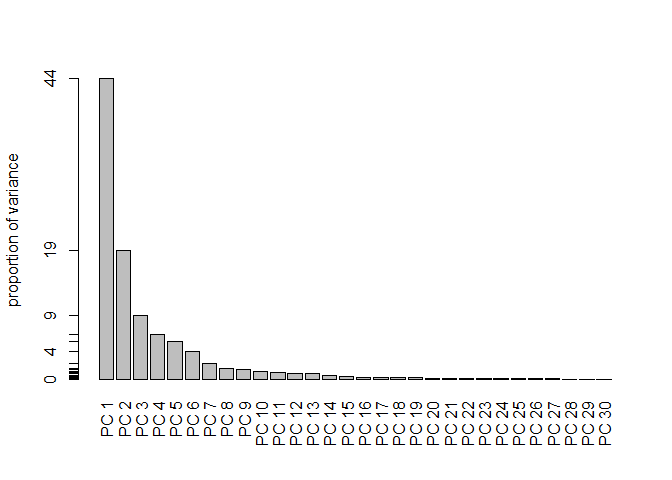 proportion of variance
44
19
9
4
0
PC 1
PC 2
PC 3
PC 4
PC 5
PC 6
PC 7
PC 8
PC 9
PC 10
PC 11
PC 12
PC 13
PC 14
PC 15
PC 16
PC 17
PC 18
PC 19
PC 20
PC 21
PC 22
PC 23
PC 24
PC 25
PC 26
PC 27
PC 28
PC 29
PC 30